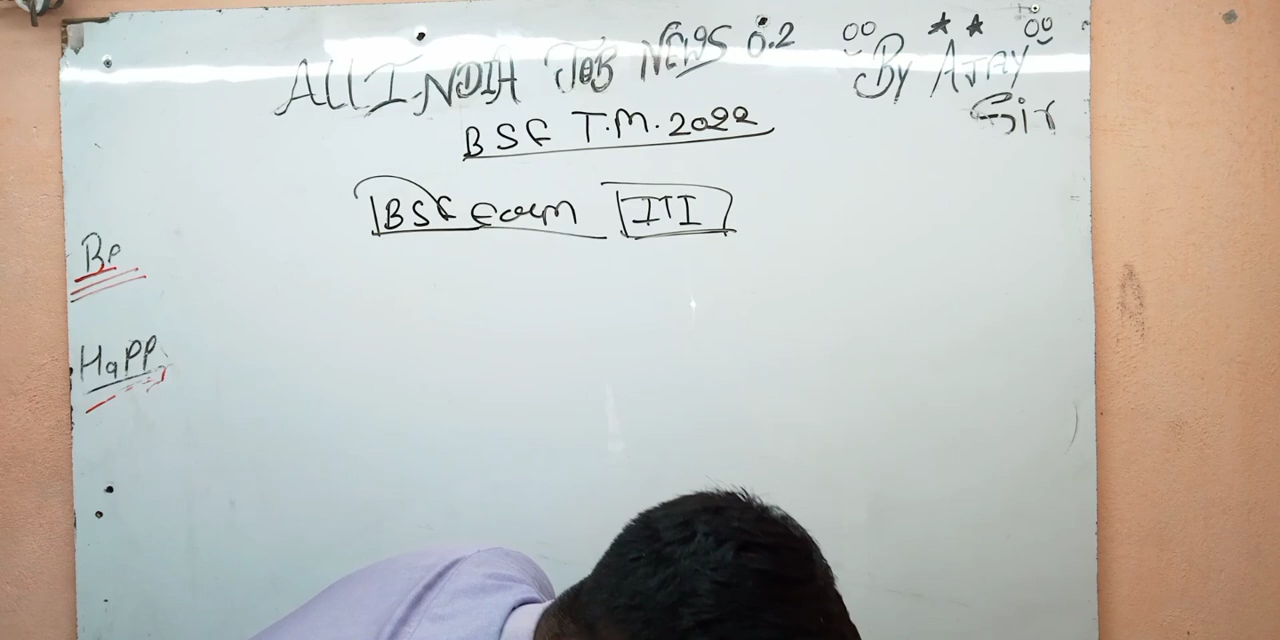 All INDIA JOB NEWS 0.2
By AJAY
Sir
BSF T.M. 2022
BSF Form ITI
Be
HaPP